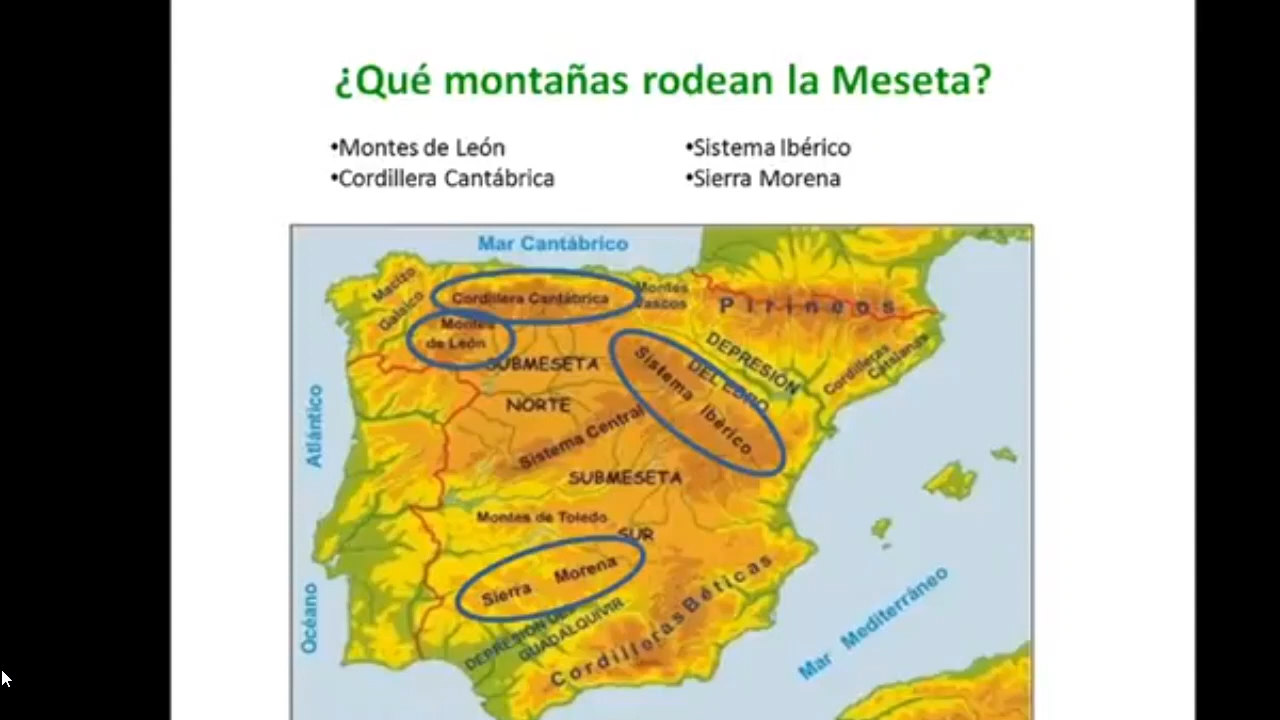 ¿Qué montañas rodean la Meseta?
•Montes de León
•Cordillera Cantábrica
•Sistema Ibérico
•Sierra Morena
Mar Cantábrico
Macizo
Galaico
Cordillera Cantábrica
Montes
Vascos
Pirineos
Montes
de León
SUBMESETA
NORTE
Sistema Ibérico
DEPRESIÓN
DEL EBRO
Cordilleras
Catalanas
Atlántico
Sistema Central
SUBMESETA
Montes de Toledo
SUR
Sierra Morena
DEPRESIÓN DEL
GUADALQUIVIR
Cordilleras Béticas
Océano
Mar Mediterráneo